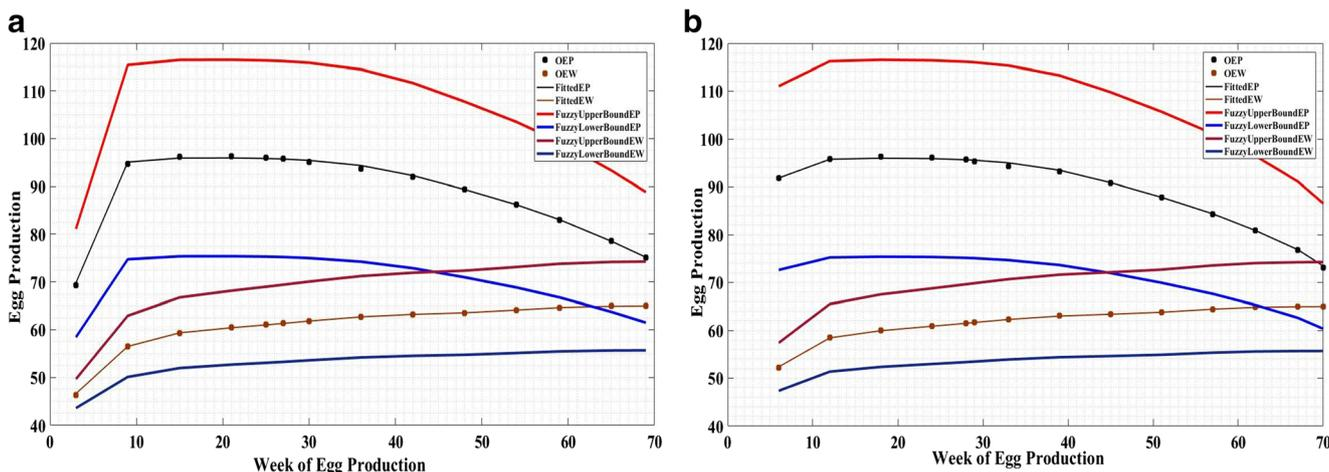 a
120
110
100
90
80
70
60
50
40
0 10 20 30 40 50 60 70
Egg Production
Week of Egg Production
OEP
OEW
FittedEP
FittedEW
FuzzyUpperBoundEP
FuzzyLowerBoundEP
FuzzyUpperBoundEW
FuzzyLowerBoundEW
b
120
110
100
90
80
70
60
50
40
0 10 20 30 40 50 60 70
Egg Production
Week of Egg Production
OEP
OEW
FittedEP
FittedEW
FuzzyUpperBoundEP
FuzzyLowerBoundEP
FuzzyUpperBoundEW
FuzzyLowerBoundEW